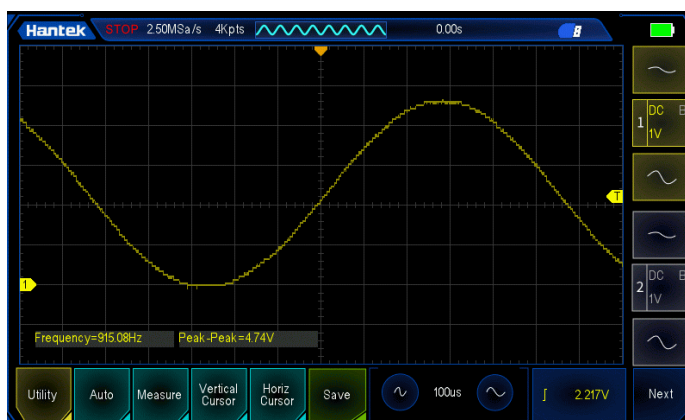 Hantek STOP 2.50MSa/s 4Kpts 0.00s
T
1 DC B
1V
1
2 DC B
1V
Frequency=915.08Hz Peak-Peak=4.74V
Utility Auto Measure Vertical Cursor Horiz Cursor Save 100us 2.217V Next